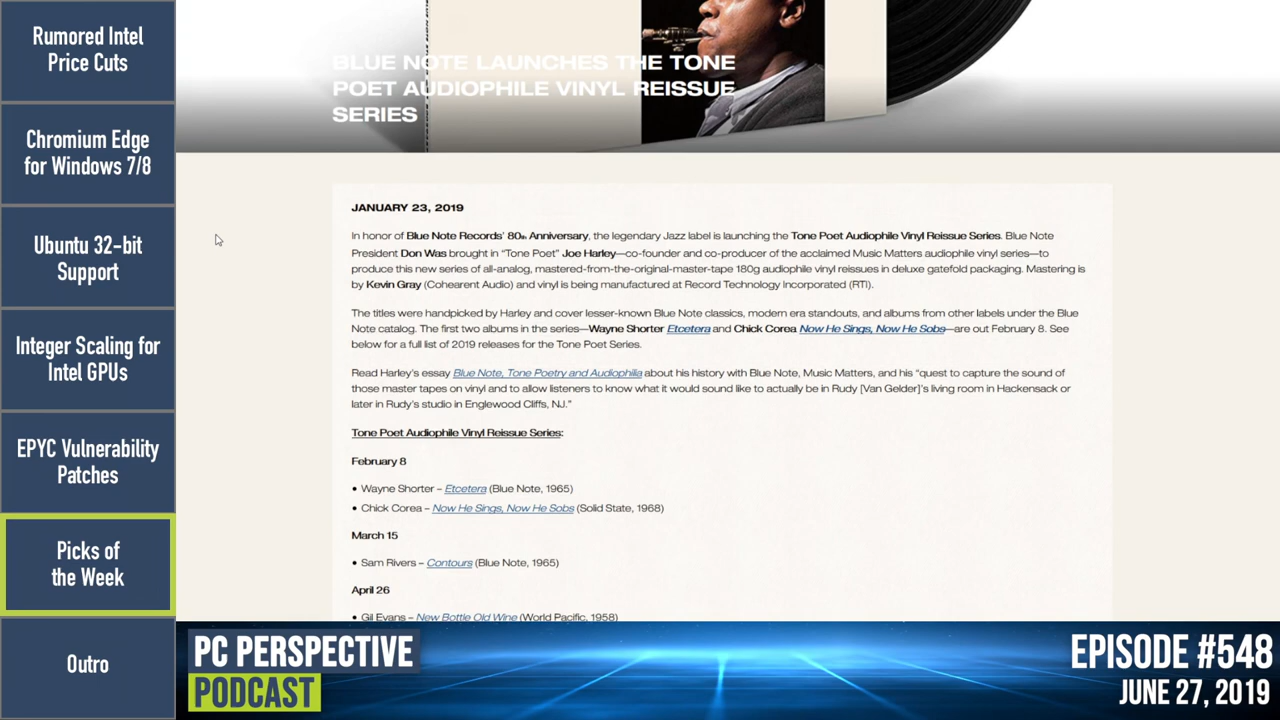 Rumored Intel
Price Cuts
Chromium Edge
for Windows 7/8
Ubuntu 32-bit
Support
Integer Scaling for
Intel GPUs
EPYC Vulnerability
Patches
Picks of
the Week
Outro
BLUE NOTE LAUNCHES THE TONE
POET AUDIOPHILE VINYL REISSUE
SERIES
JANUARY 23, 2019
In honor of Blue Note Records' 80th Anniversary, the legendary Jazz label is launching the Tone Poet Audiophile Vinyl Reissue Series. Blue Note
President Don Was brought in “Tone Poet” Joe Harley—co-founder and co-producer of the acclaimed Music Matters audiophile vinyl series—to
produce this new series of all-analog, mastered-from-the-original-master-tape 180g audiophile vinyl reissues in deluxe gatefold packaging. Mastering is
by Kevin Gray (Cohearent Audio) and vinyl is being manufactured at Record Technology Incorporated (RTI).
The titles were handpicked by Harley and cover lesser-known Blue Note classics, modern era standouts, and albums from other labels under the Blue
Note catalog. The first two albums in the series—Wayne Shorter Etcetera and Chick Corea Now He Sings, Now He Sobs—are out February 8. See
below for a full list of 2019 releases for the Tone Poet Series.
Read Harley's essay Blue Note, Tone Poetry and Audiophilia about his history with Blue Note, Music Matters, and his “quest to capture the sound of
those master tapes on vinyl and to allow listeners to know what it would sound like to actually be in Rudy [Van Gelder]'s living room in Hackensack or
later in Rudy's studio in Englewood Cliffs, NJ.”
Tone Poet Audiophile Vinyl Reissue Series:
February 8
• Wayne Shorter – Etcetera (Blue Note, 1965)
• Chick Corea – Now He Sings, Now He Sobs (Solid State, 1968)
March 15
• Sam Rivers – Contours (Blue Note, 1965)
April 26
• Gil Evans – New Bottle Old Wine (World Pacific, 1958)
PC PERSPECTIVE
PODCAST
EPISODE #548
JUNE 27, 2019